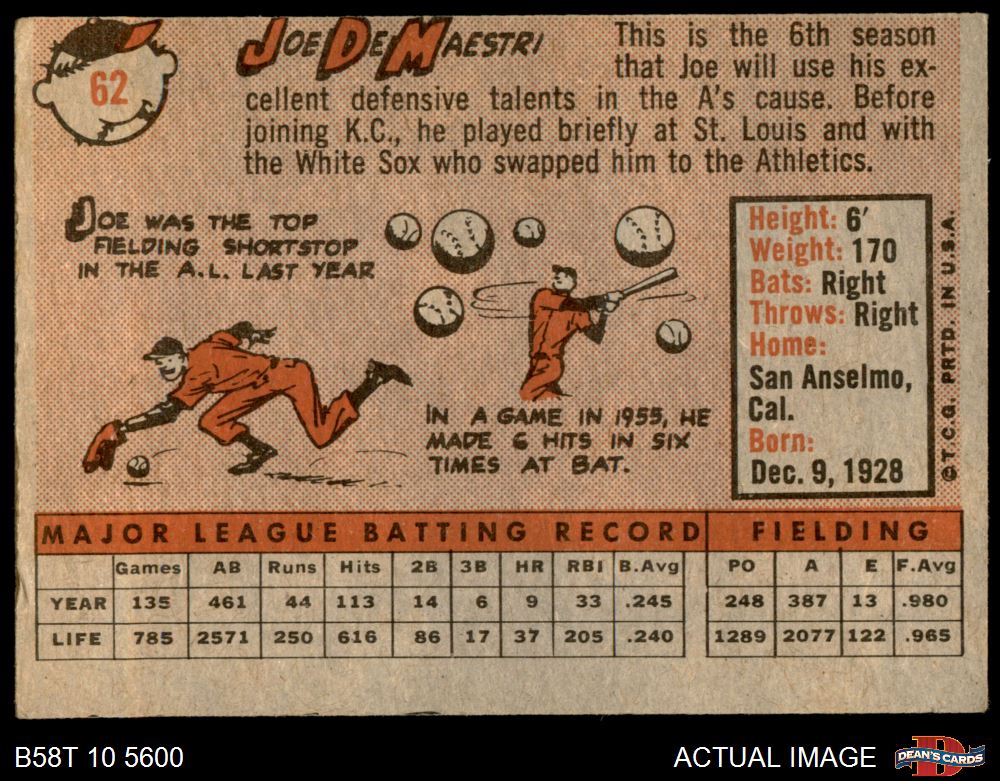 62
JOE DE MAESTRI
This is the 6th season
that Joe will use his ex-
cellent defensive talents in the A's cause. Before
joining K.C., he played briefly at St. Louis and with
the White Sox who swapped him to the Athletics.
JOE WAS THE TOP
FIELDING SHORTSTOP
IN THE A.L. LAST YEAR
IN A GAME IN 1955, HE
MADE 6 HITS IN SIX
TIMES AT BAT.
Height: 6'
Weight: 170
Bats: Right
Throws: Right
Home:
San Anselmo,
Cal.
Born:
Dec. 9, 1928
© T.C.G. PRTD. IN U.S.A.
MAJOR LEAGUE BATTING RECORD FIELDING
Games AB Runs Hits 2B 3B HR RBI B.Avg PO A E F.Avg
YEAR 135 461 44 113 14 6 9 33 .245 248 387 13 .980
LIFE 785 2571 250 616 86 17 37 205 .240 1289 2077 122 .965
B58T 10 5600
ACTUAL IMAGE
D
DEAN'S CARDS